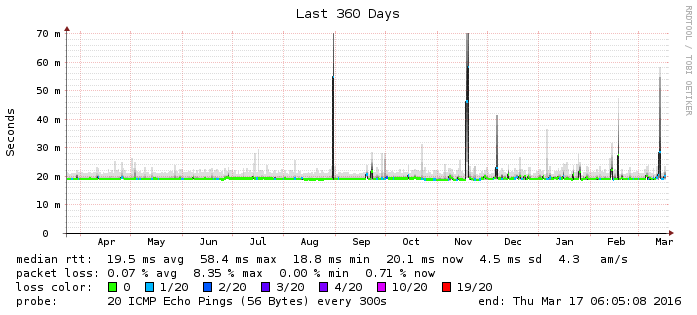 Last 360 Days
RRDTOOL / TOBI OETIKER
70 m
60 m
50 m
40 m
30 m
20 m
10 m
0
Seconds
Apr May Jun Jul Aug Sep Oct Nov Dec Jan Feb Mar
median rtt: 19.5 ms avg 58.4 ms max 18.8 ms min 20.1 ms now 4.5 ms sd 4.3 am/s
packet loss: 0.07 % avg 8.35 % max 0.00 % min 0.71 % now
loss color: 0 1/20 2/20 3/20 4/20 10/20 19/20
probe: 20 ICMP Echo Pings (56 Bytes) every 300s end: Thu Mar 17 06:05:08 2016